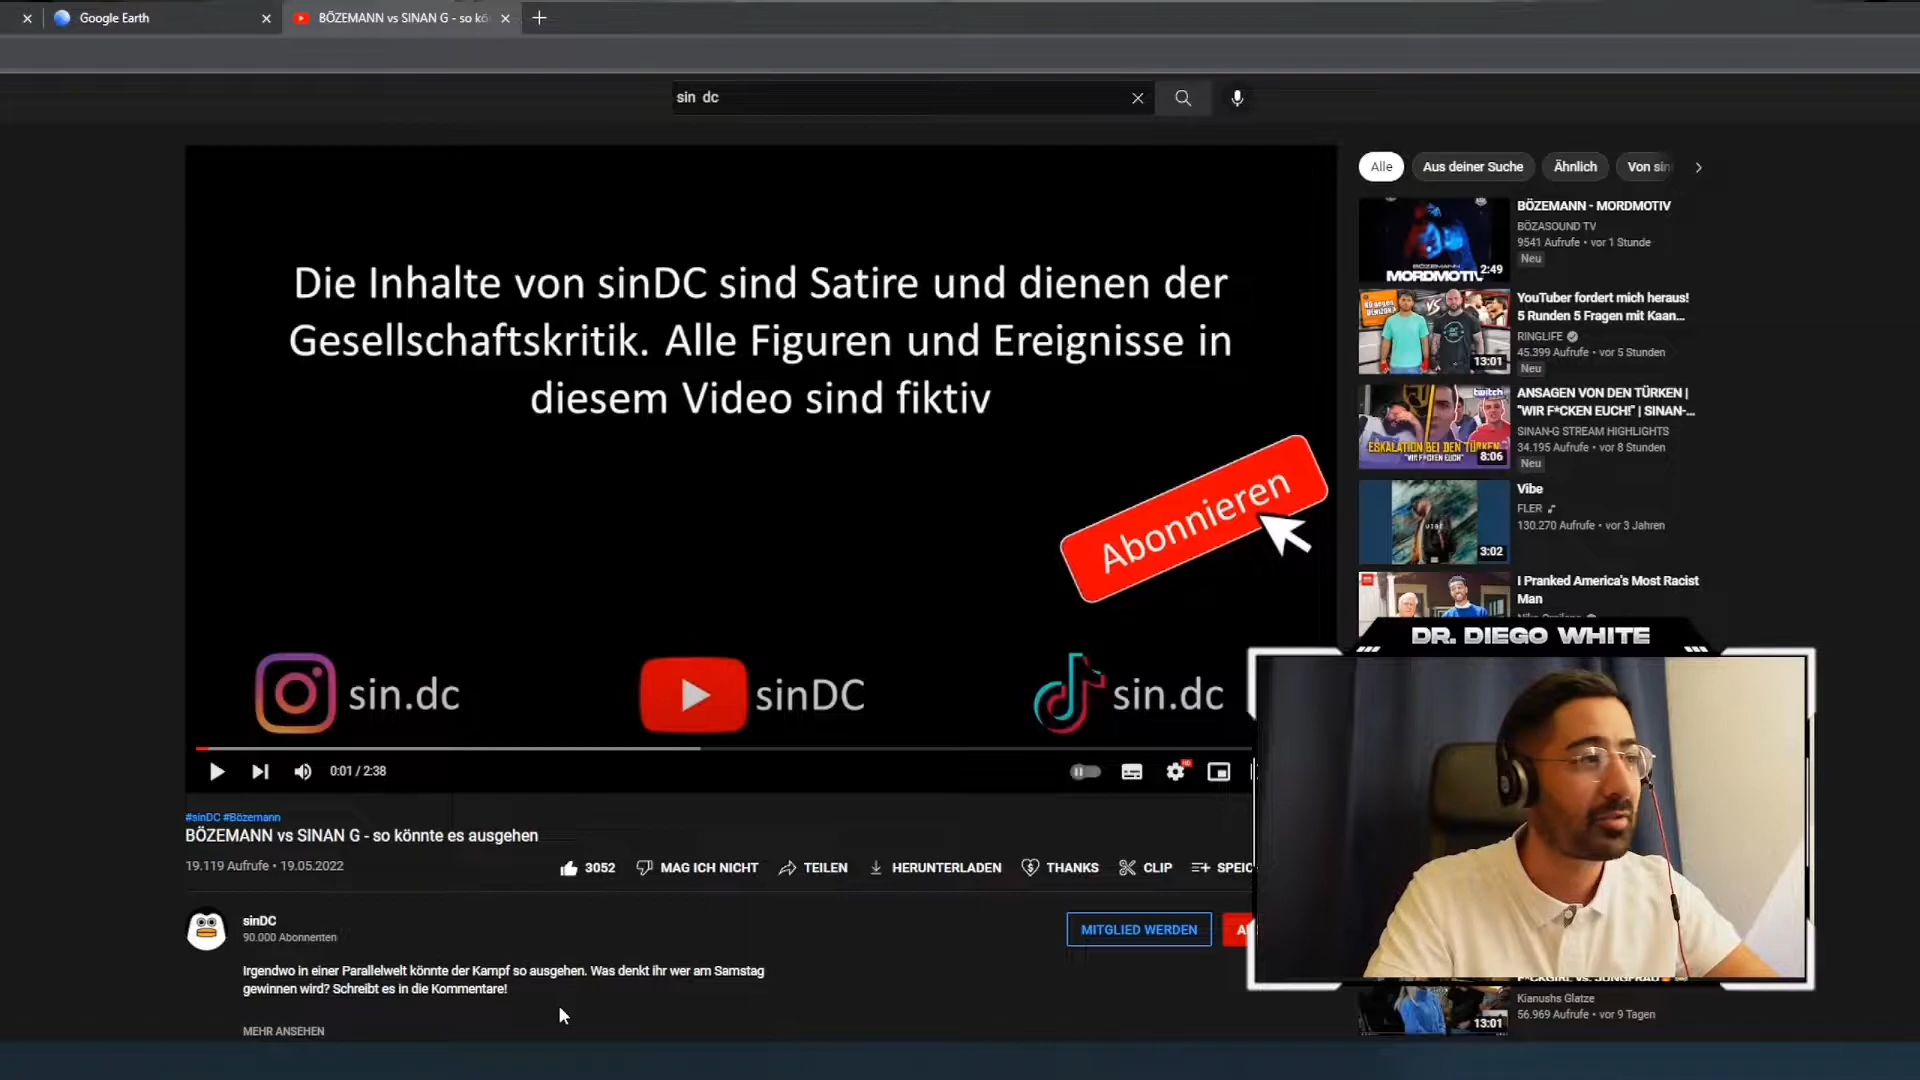 Google Earth
BÖZEMANN vs SINAN G - so kö
sin dc
Die Inhalte von sinDC sind Satire und dienen der
Gesellschaftskritik. Alle Figuren und Ereignisse in
diesem Video sind fiktiv
Abonnieren
sin.dc
sinDC
sin.dc
0:01 / 2:38
HD
#sinDC #Bözemann
BÖZEMANN vs SINAN G - so könnte es ausgehen
19.119 Aufrufe • 19.05.2022
3052
MAG ICH NICHT
TEILEN
HERUNTERLADEN
THANKS
CLIP
SPEIC
sinDC
90.000 Abonnenten
MITGLIED WERDEN
Irgendwo in einer Parallelwelt könnte der Kampf so ausgehen. Was denkt ihr wer am Samstag
gewinnen wird? Schreibt es in die Kommentare!
MEHR ANSEHEN
Alle
Aus deiner Suche
Ähnlich
Von sin
MORDMOTIV
2:49
BÖZEMANN - MORDMOTIV
BÖZASOUND TV
9541 Aufrufe • vor 1 Stunde
Neu
VS
13:01
YouTuber fordert mich heraus!
5 Runden 5 Fragen mit Kaan...
RINGLIFE
45.399 Aufrufe • vor 5 Stunden
Neu
twitch
ESKALATION BEI DEN TÜRKEN
"WIR F*CKEN EUCH"
8:06
ANSAGEN VON DEN TÜRKEN |
"WIR F*CKEN EUCH!" | SINAN-...
SINAN-G STREAM HIGHLIGHTS
34.195 Aufrufe • vor 8 Stunden
Neu
3:02
Vibe
FLER
130.270 Aufrufe • vor 3 Jahren
I Pranked America's Most Racist
Man
DR. DIEGO WHITE
13:01
Kianushs Glatze
56.969 Aufrufe • vor 9 Tagen